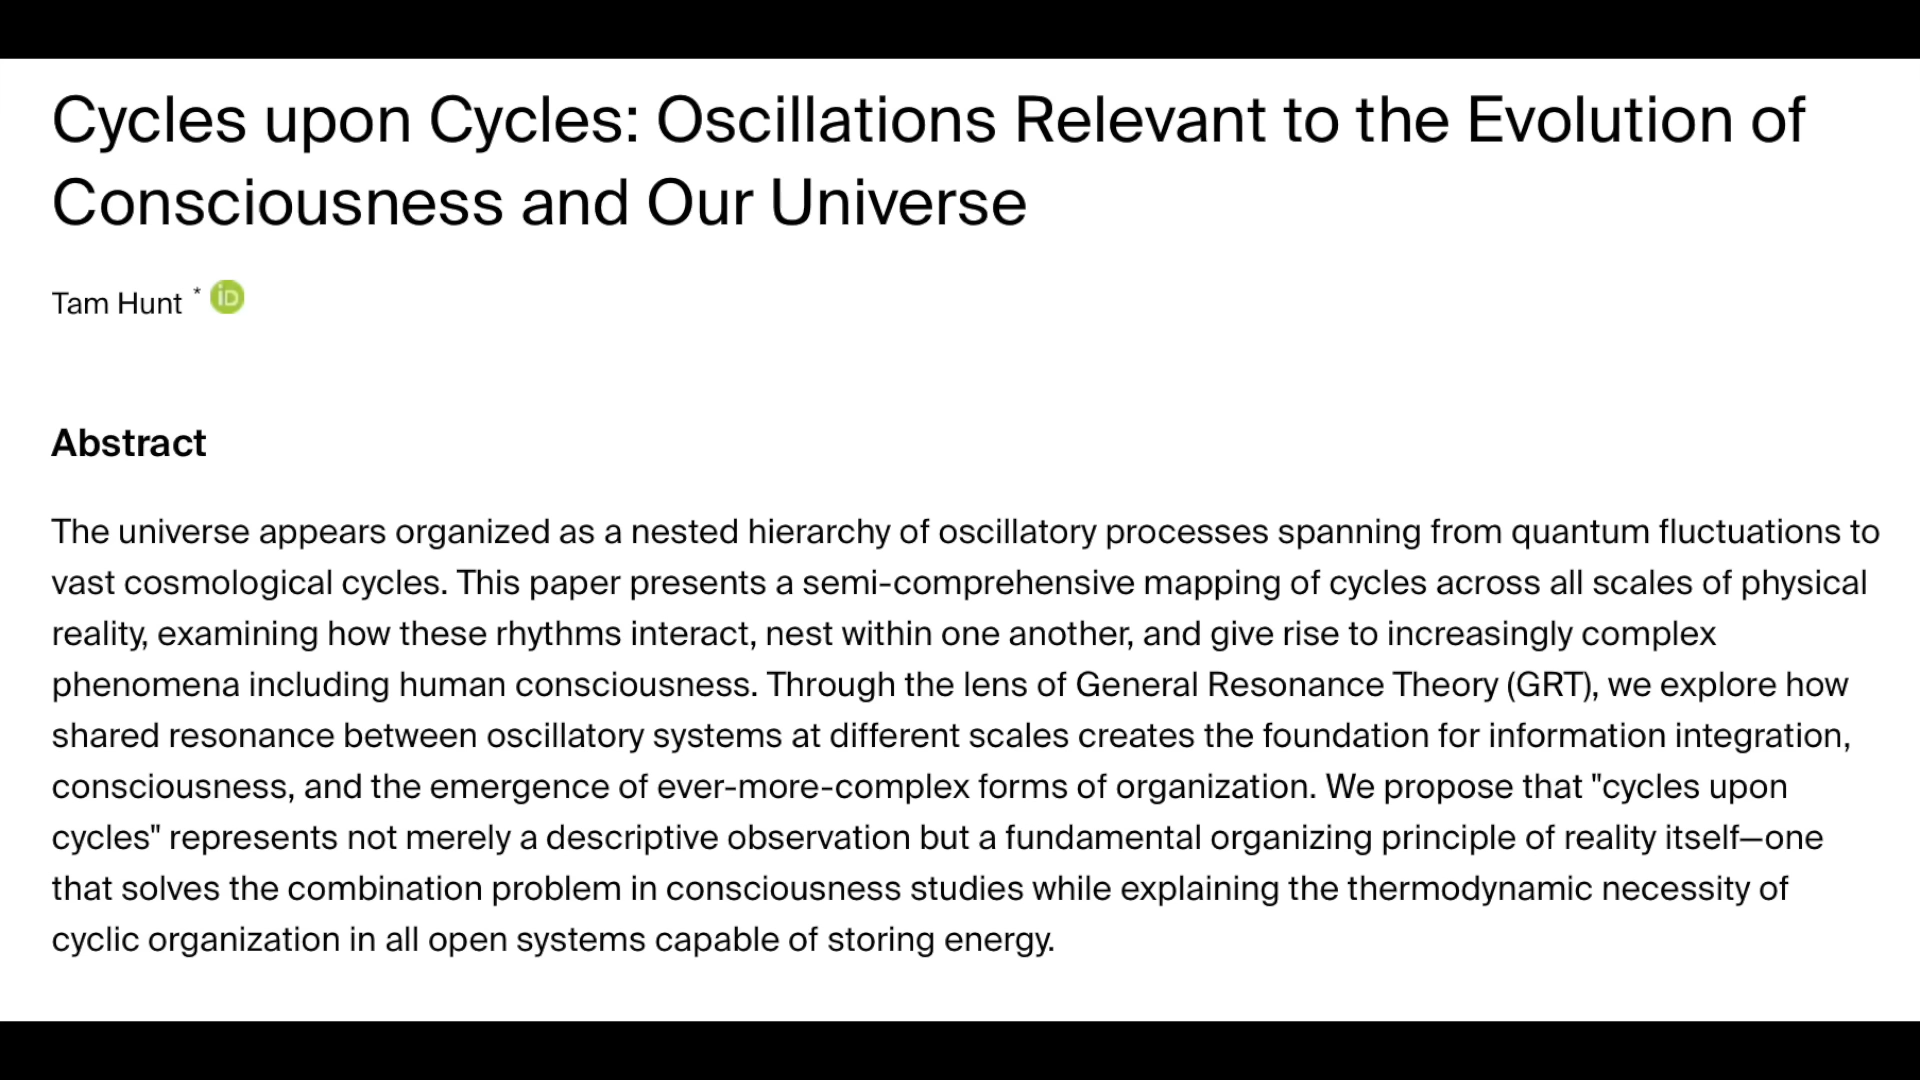 Cycles upon Cycles: Oscillations Relevant to the Evolution of
Consciousness and Our Universe
Tam Hunt * iD
Abstract
The universe appears organized as a nested hierarchy of oscillatory processes spanning from quantum fluctuations to
vast cosmological cycles. This paper presents a semi-comprehensive mapping of cycles across all scales of physical
reality, examining how these rhythms interact, nest within one another, and give rise to increasingly complex
phenomena including human consciousness. Through the lens of General Resonance Theory (GRT), we explore how
shared resonance between oscillatory systems at different scales creates the foundation for information integration,
consciousness, and the emergence of ever-more-complex forms of organization. We propose that "cycles upon
cycles" represents not merely a descriptive observation but a fundamental organizing principle of reality itself—one
that solves the combination problem in consciousness studies while explaining the thermodynamic necessity of
cyclic organization in all open systems capable of storing energy.